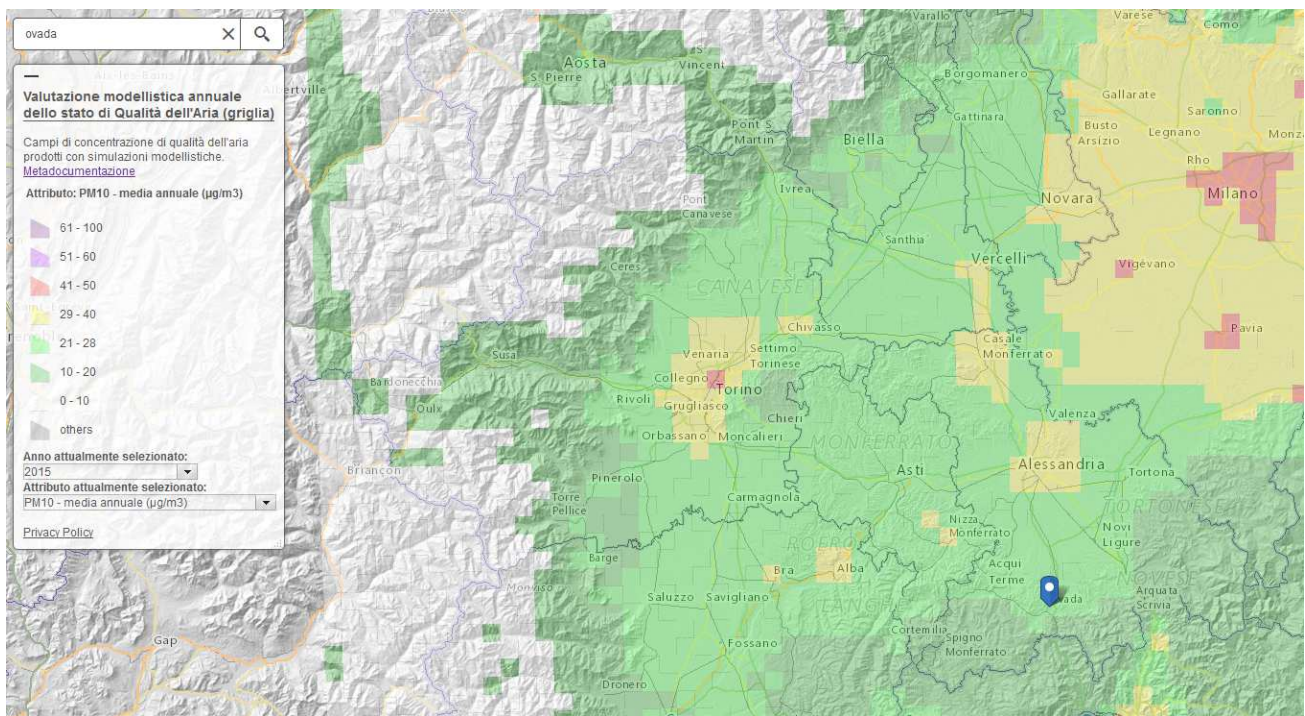 ovada
Valutazione modellistica annuale
dello stato di Qualità dell'Aria (griglia)
Campi di concentrazione di qualità dell'aria
prodotti con simulazioni modellistiche.
Metadocumentazione
Attributo: PM10 - media annuale (µg/m3)
61 - 100
51 - 60
41 - 50
29 - 40
21 - 28
10 - 20
0 - 10
others
Anno attualmente selezionato:
2015
Attributo attualmente selezionato:
PM10 - media annuale (µg/m3)
Privacy Policy
Varallo
Varese
Como
Aosta
S. Pierre
S.
Vincent
Albertville
Borgomanero
Gallarate
Saronno
Gattinara
Busto
Arsizio
Legnano
Monza
Pont S.
Martin
Biella
Rho
Milano
Ivrea
Novara
Pont
Canavese
Santhia
Vercelli
Ceres
Vigévano
CANAVESE
Chivasso
Pavia
Venaria
Settimo
Torinese
Casale
Monferrato
Susa
Bardonecchia
Collegno
Torino
Rivoli
Grugliasco
Chieri
Oulx
Valenza
Orbassano
Moncalieri
MONFERRATO
Briançon
Asti
Alessandria
Tortona
Pinerolo
Carmagnola
TORTONESE
Torre
Pellice
Nizza
Monferrato
Novi
Ligure
ROERO
Barge
Bra
Alba
Acqui
Terme
Monviso
Saluzzo
Savigliano
Arquata
Scrivia
Cortemilia
Spigno
Monferrato
Gap
Fossano
Dronero